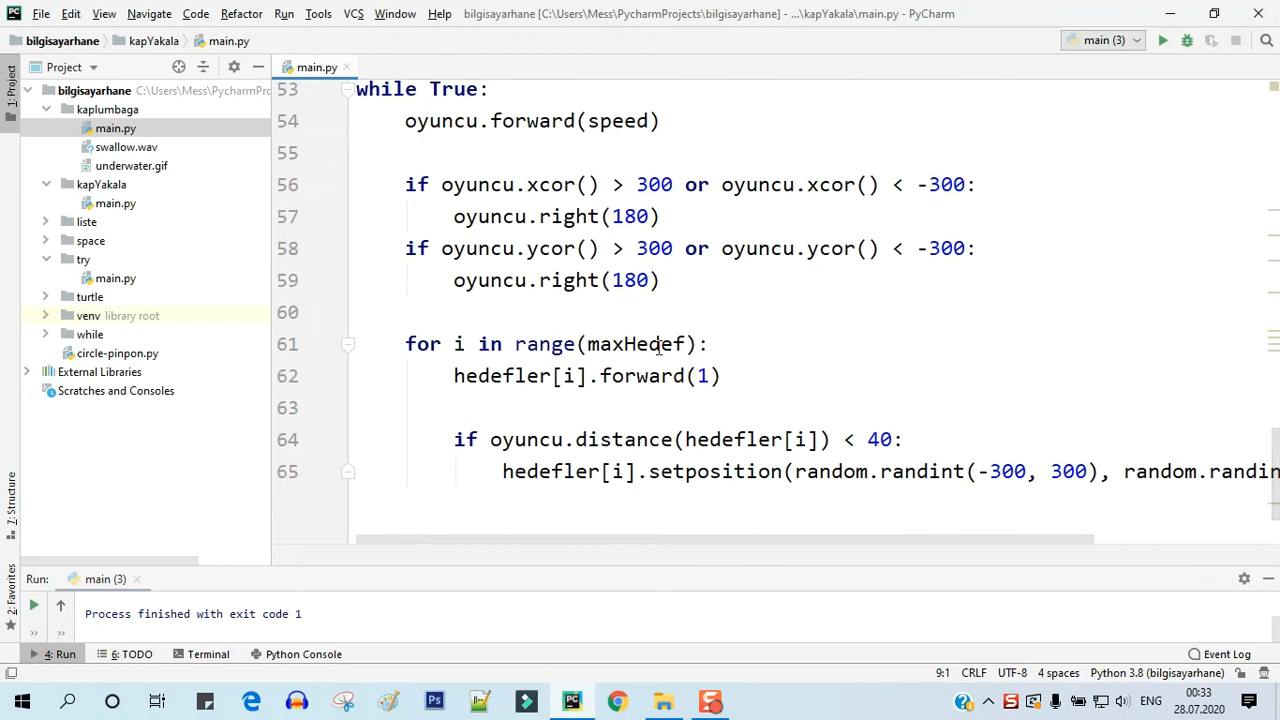 File Edit View Navigate Code Refactor Run Tools VCS Window Help bilgisayarhane [C:\Users\Mess\PycharmProjects\bilgisayarhane] - ...\kapYakala\main.py - PyCharm
bilgisayarhane kapYakala main.py main (3)
1: Project
Project
main.py
bilgisayarhane C:\Users\Mess\PycharmPro
kaplumbaga
main.py
swallow.wav
underwater.gif
kapYakala
main.py
liste
space
try
main.py
turtle
venv library root
while
circle-pinpon.py
External Libraries
Scratches and Consoles
53 while True:
54 oyuncu.forward(speed)
55
56 if oyuncu.xcor() > 300 or oyuncu.xcor() < -300:
57 oyuncu.right(180)
58 if oyuncu.ycor() > 300 or oyuncu.ycor() < -300:
59 oyuncu.right(180)
60
61 for i in range(maxHedef):
62 hedefler[i].forward(1)
63
64 if oyuncu.distance(hedefler[i]) < 40:
65 hedefler[i].setposition(random.randint(-300, 300), random.randin
7: Structure
2: Favorites
Run: main (3)
Process finished with exit code 1
4: Run 6: TODO Terminal Python Console Event Log
9:1 CRLF UTF-8 4 spaces Python 3.8 (bilgisayarhane)
ENG
00:33
28.07.2020